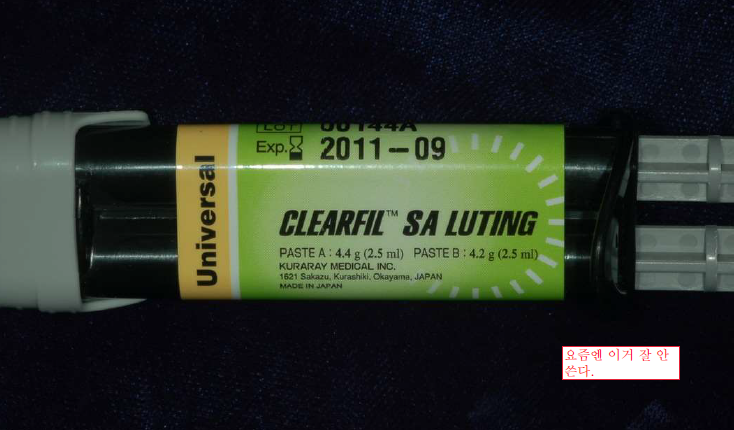 LOT 00144A
Exp. 2011-09
Universal
CLEARFIL™ SA LUTING
PASTE A : 4.4 g (2.5 ml) PASTE B : 4.2 g (2.5 ml)
KURARAY MEDICAL INC.
1621 Sakazu, Kurashiki, Okayama, JAPAN
MADE IN JAPAN
요즘엔 이거 잘 안
쓴다.